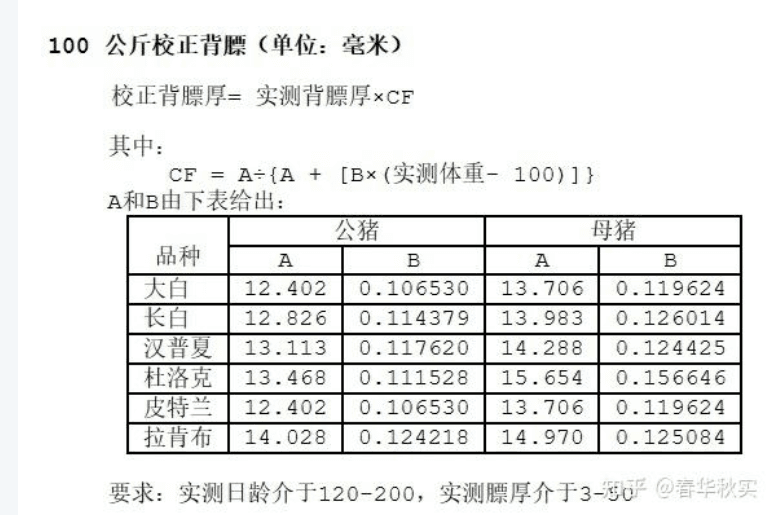 100 公斤校正背膘（单位：毫米）
校正背膘厚= 实测背膘厚×CF
其中：
CF = A÷{A + [B×(实测体重- 100)]}
A和B由下表给出：
品种 公猪 母猪
A B A B
大白 12.402 0.106530 13.706 0.119624
长白 12.826 0.114379 13.983 0.126014
汉普夏 13.113 0.117620 14.288 0.124425
杜洛克 13.468 0.111528 15.654 0.156646
皮特兰 12.402 0.106530 13.706 0.119624
拉肯布 14.028 0.124218 14.970 0.125084
要求：实测日龄介于120-200，实测膘厚介于3-50
知乎 @春华秋实